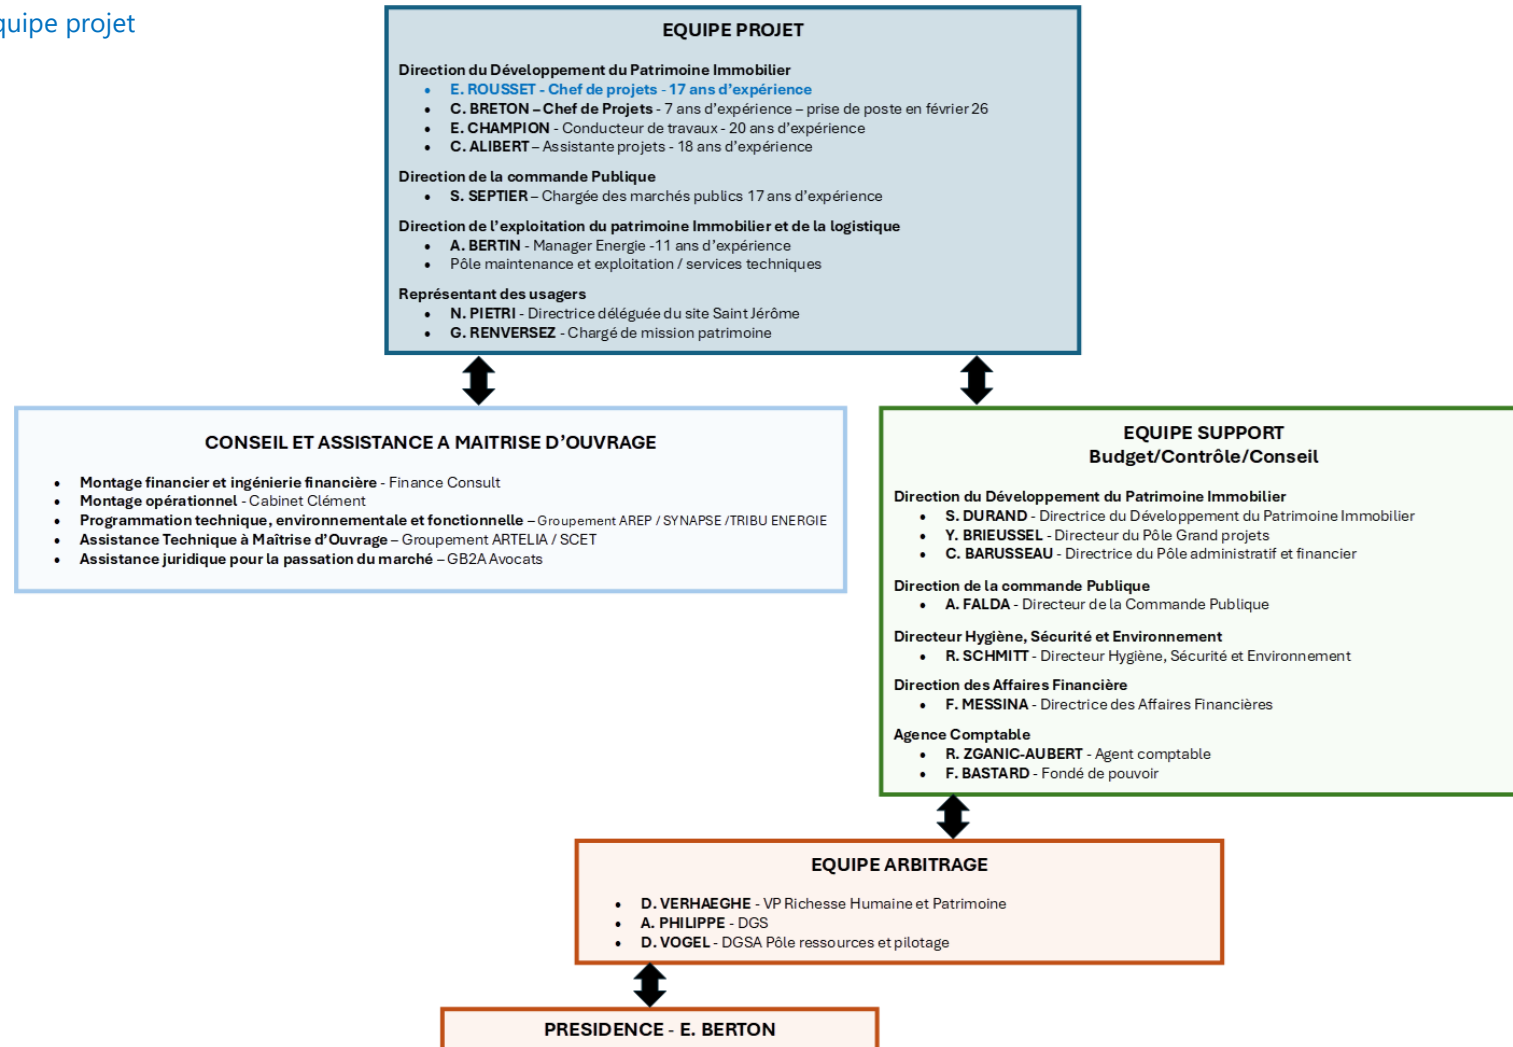 quipe projet
EQUIPE PROJET
Direction du Développement du Patrimoine Immobilier
• E. ROUSSET - Chef de projets - 17 ans d’expérience
• C. BRETON – Chef de Projets - 7 ans d’expérience – prise de poste en février 26
• E. CHAMPION - Conducteur de travaux - 20 ans d’expérience
• C. ALIBERT – Assistante projets - 18 ans d’expérience
Direction de la commande Publique
• S. SEPTIER – Chargée des marchés publics 17 ans d’expérience
Direction de l’exploitation du patrimoine Immobilier et de la logistique
• A. BERTIN - Manager Energie -11 ans d’expérience
• Pôle maintenance et exploitation / services techniques
Représentant des usagers
• N. PIETRI - Directrice déléguée du site Saint Jérôme
• G. RENVERSEZ - Chargé de mission patrimoine
CONSEIL ET ASSISTANCE A MAITRISE D’OUVRAGE
• Montage financier et ingénierie financière - Finance Consult
• Montage opérationnel - Cabinet Clément
• Programmation technique, environnementale et fonctionnelle – Groupement AREP / SYNAPSE /TRIBU ENERGIE
• Assistance Technique à Maîtrise d’Ouvrage – Groupement ARTELIA / SCET
• Assistance juridique pour la passation du marché – GB2A Avocats
EQUIPE SUPPORT
Budget/Contrôle/Conseil
Direction du Développement du Patrimoine Immobilier
• S. DURAND - Directrice du Développement du Patrimoine Immobilier
• Y. BRIEUSSEL - Directeur du Pôle Grand projets
• C. BARUSSEAU - Directrice du Pôle administratif et financier
Direction de la commande Publique
• A. FALDA - Directeur de la Commande Publique
Directeur Hygiène, Sécurité et Environnement
• R. SCHMITT - Directeur Hygiène, Sécurité et Environnement
Direction des Affaires Financière
• F. MESSINA - Directrice des Affaires Financières
Agence Comptable
• R. ZGANIC-AUBERT - Agent comptable
• F. BASTARD - Fondé de pouvoir
EQUIPE ARBITRAGE
• D. VERHAEGHE - VP Richesse Humaine et Patrimoine
• A. PHILIPPE - DGS
• D. VOGEL - DGSA Pôle ressources et pilotage
PRESIDENCE - E. BERTON